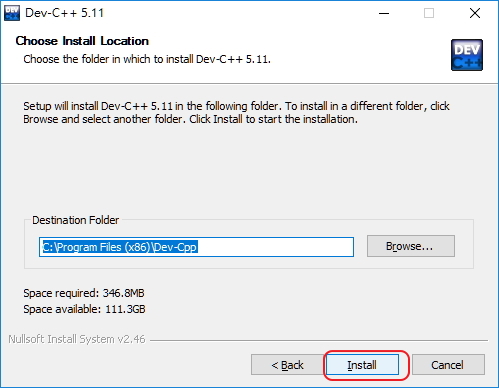 Dev-C++ 5.11
Choose Install Location
Choose the folder in which to install Dev-C++ 5.11.
DEV
C++
Setup will install Dev-C++ 5.11 in the following folder. To install in a different folder, click
Browse and select another folder. Click Install to start the installation.
Destination Folder
C:\Program Files (x86)\Dev-Cpp
Browse...
Space required: 346.8MB
Space available: 111.3GB
Nullsoft Install System v2.46
< Back Install Cancel